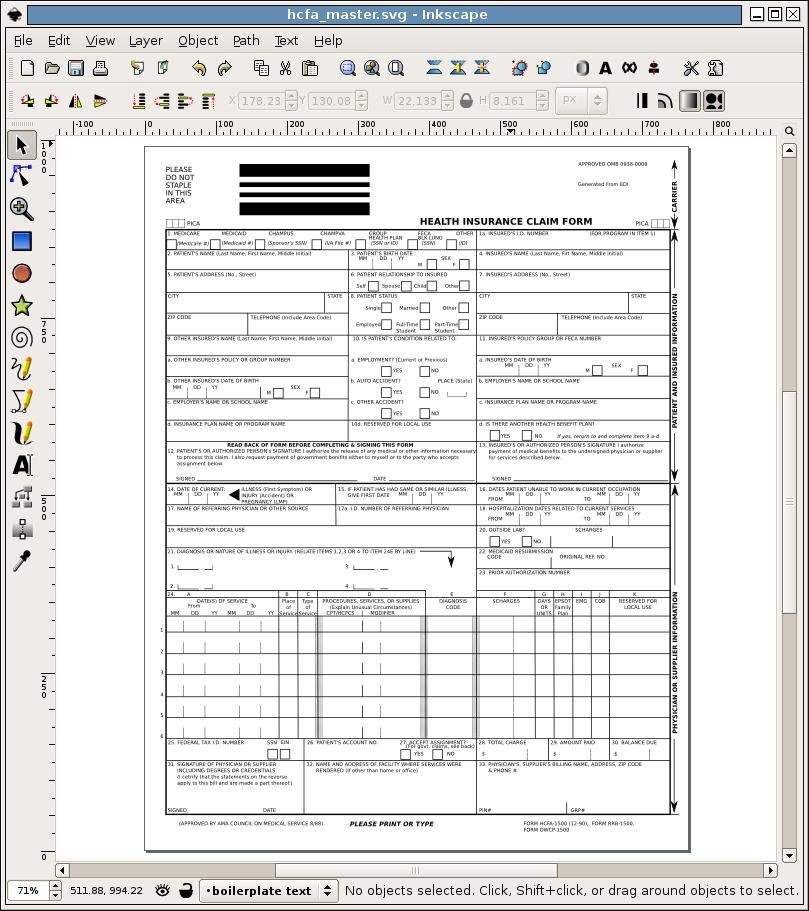 hcfa_master.svg - Inkscape
File Edit View Layer Object Path Text Help
X 178.23 Y 130.08 W 22.133 H 8.161 px
-100 0 100 200 300 400 500 600 700 800
PLEASE
DO NOT
STAPLE
IN THIS
AREA
APPROVED OMB 0938-0008
Generated From EDI
CARRIER
PICA
HEALTH INSURANCE CLAIM FORM
PICA
1. MEDICARE MEDICAID CHAMPUS CHAMPVA GROUP HEALTH PLAN FECA BLK LUNG OTHER 1a. INSURED'S I.D. NUMBER (FOR PROGRAM IN ITEM 1)
(Medicare #) (Medicaid #) (Sponsor's SSN) (VA File #) (SSN or ID) (SSN) (ID)
2. PATIENT'S NAME (Last Name, First Name, Middle Initial) 3. PATIENT'S BIRTH DATE SEX 4. INSURED'S NAME (Last Name, First Name, Middle Initial)
MM DD YY M F
5. PATIENT'S ADDRESS (No., Street) 6. PATIENT RELATIONSHIP TO INSURED 7. INSURED'S ADDRESS (No., Street)
Self Spouse Child Other
CITY STATE 8. PATIENT STATUS CITY STATE
Single Married Other
ZIP CODE TELEPHONE (Include Area Code) ZIP CODE TELEPHONE (Include Area Code)
Employed Full-Time Student Part-Time Student
9. OTHER INSURED'S NAME (Last Name, First Name, Middle Initial) 10. IS PATIENT'S CONDITION RELATED TO: 11. INSURED'S POLICY GROUP OR FECA NUMBER
a. OTHER INSURED'S POLICY OR GROUP NUMBER a. EMPLOYMENT? (Current or Previous) a. INSURED'S DATE OF BIRTH SEX
YES NO MM DD YY M F
b. OTHER INSURED'S DATE OF BIRTH SEX b. AUTO ACCIDENT? PLACE (State) b. EMPLOYER'S NAME OR SCHOOL NAME
MM DD YY M F YES NO
c. EMPLOYER'S NAME OR SCHOOL NAME c. OTHER ACCIDENT? c. INSURANCE PLAN NAME OR PROGRAM NAME
YES NO
d. INSURANCE PLAN NAME OR PROGRAM NAME 10d. RESERVED FOR LOCAL USE d. IS THERE ANOTHER HEALTH BENEFIT PLAN?
YES NO If yes, return to and complete item 9 a-d
PATIENT AND INSURED INFORMATION
READ BACK OF FORM BEFORE COMPLETING & SIGNING THIS FORM
12. PATIENT'S OR AUTHORIZED PERSON'S SIGNATURE I authorize the release of any medical or other information necessary
to process this claim. I also request payment of government benifits either to myself or to the party who accepts
assignment below.
SIGNED DATE
13. INSURED'S OR AUTHORIZED PERSON'S SIGNATURE I authorize
payment of medical benefits to the undersigned physician or supplier
for services described below.
SIGNED
14. DATE OF CURRENT: ILLNESS (First Symptom) OR INJURY (Accident) OR PREGNANCY (LMP)
MM DD YY
15. IF PATIENT HAS HAD SAME OR SIMILAR ILLNESS.
GIVE FIRST DATE MM DD YY
16. DATES PATIENT UNABLE TO WORK IN CURRENT OCCUPATION
MM DD YY MM DD YY
FROM TO
17. NAME OF REFERRING PHYSICIAN OR OTHER SOURCE 17a. I.D. NUMBER OF REFERRING PHYSICIAN 18. HOSPITALIZATION DATES RELATED TO CURRENT SERVICES
MM DD YY MM DD YY
FROM TO
19. RESERVED FOR LOCAL USE 20. OUTSIDE LAB? $CHARGES
YES NO
21. DIAGNOSIS OR NATURE OF ILLNESS OR INJURY. (RELATE ITEMS 1,2,3 OR 4 TO ITEM 24E BY LINE) 22. MEDICAID RESUBMISSION
CODE ORIGINAL REF. NO
1. 3.
23. PRIOR AUTHORIZATION NUMBER
2. 4.
24. A B C D E F G H I J K
DATE(S) OF SERVICE Place of Service Type of Service PROCEDURES, SERVICES, OR SUPPLIES DIAGNOSIS CODE $CHARGES DAYS OR UNITS EPSDT Family Plan EMG COB RESERVED FOR LOCAL USE
From To (Explain Unusual Circumstances)
MM DD YY MM DD YY CPT/HCPCS | MODIFIER
1
2
3
4
5
6
PHYSICIAN OR SUPPLIER INFORMATION
25. FEDERAL TAX I.D. NUMBER SSN EIN 26. PATIENT'S ACCOUNT NO. 27. ACCEPT ASSIGNMENT? 28. TOTAL CHARGE 29. AMOUNT PAID 30. BALANCE DUE
(For govt. claims, see back)
YES NO $ $ $
31. SIGNATURE OF PHYSICIAN OR SUPPLIER
INCLUDING DEGREES OR CREDENTIALS
(I certify that the statements on the reverse
apply to this bill and are made a part thereof.)
SIGNED DATE
32. NAME AND ADDRESS OF FACILITY WHERE SERVICES WERE
RENDERED (If other than home or office)
33. PHYSICIAN'S, SUPPLIER'S BILLING NAME, ADDRESS, ZIP CODE
& PHONE #
PIN# GRP#
(APPROVED BY AMA COUNCIL ON MEDICAL SERVICE 8/88) PLEASE PRINT OR TYPE FORM HCFA-1500 (12-90), FORM RRB-1500,
FORM OWCP-1500
71% 511.88, 994.22 •boilerplate text No objects selected. Click, Shift+click, or drag around objects to select.